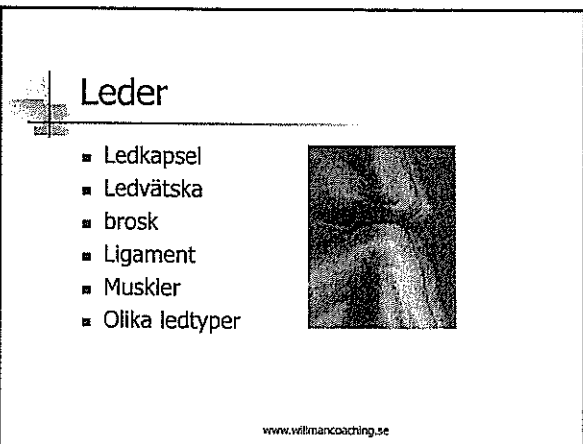 Leder
Ledkapsel
Ledvätska
brosk
Ligament
Muskler
Olika ledtyper
www.willmancoaching.se